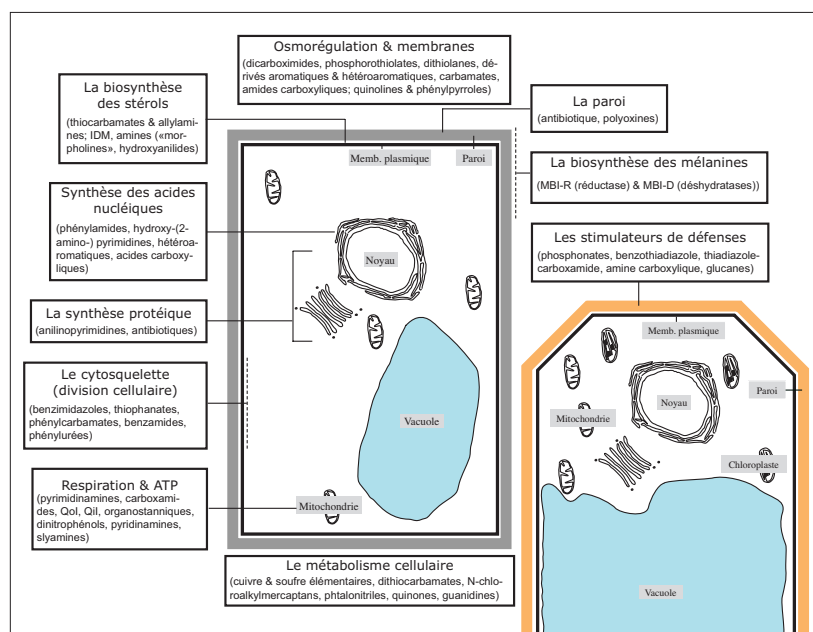 Osmorégulation & membranes
(dicarboximides, phosphorothiolates, dithiolanes, dé-
rivés aromatiques & hétéroaromatiques, carbamates,
amides carboxyliques; quinolines & phénylpyrroles)
La biosynthèse
des stérols
(thiocarbamates & allylami-
nes; IDM, amines («mor-
pholines», hydroxyanilides)
La paroi
(antibiotique, polyoxines)
Memb. plasmique
Paroi
La biosynthèse des mélanines
(MBI-R (réductase) & MBI-D (déshydratases))
Synthèse des acides
nucléiques
(phénylamides, hydroxy-(2-
amino-) pyrimidines, hétéroa-
romatiques, acides carboxy-
liques)
Noyau
Les stimulateurs de défenses
(phosphonates, benzothiadiazole, thiadiazole-
carboxamide, amine carboxylique, glucanes)
La synthèse protéique
(anilinopyrimidines, antibiotiques)
Memb. plasmique
Le cytosquelette
(division cellulaire)
(benzimidazoles, thiophanates,
phénylcarbamates, benzamides,
phénylurées)
Vacuole
Noyau
Paroi
Mitochondrie
Chloroplaste
Respiration & ATP
(pyrimidinamines, carboxami-
des, QoI, QiI, organostanniques,
dinitrophénols, pyridinamines,
slyamines)
Mitochondrie
Le métabolisme cellulaire
(cuivre & soufre élémentaires, dithiocarbamates, N-chlo-
roalkylmercaptans, phtalonitriles, quinones, guanidines)
Vacuole